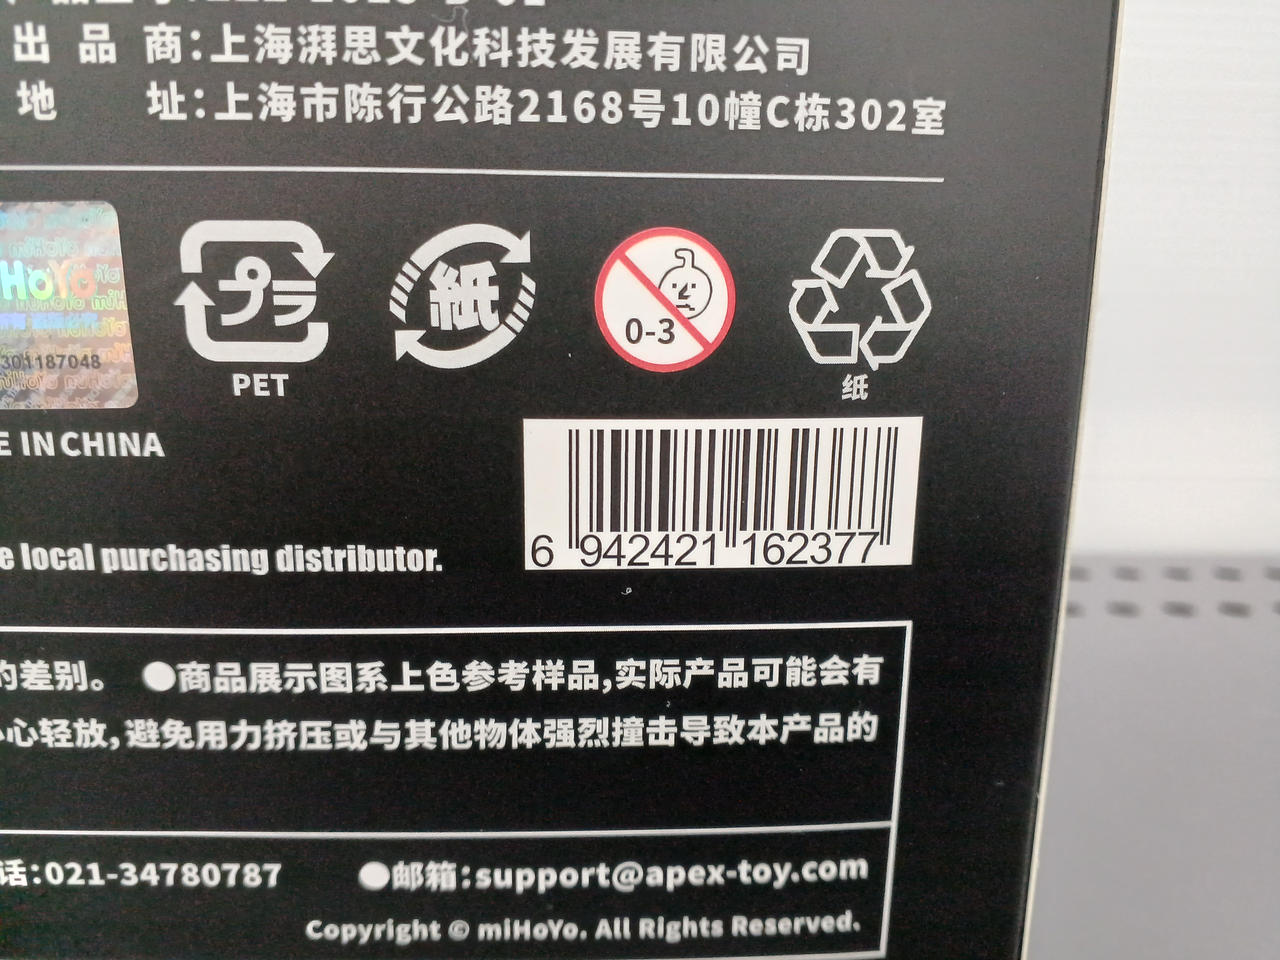 出品商:上海湃思文化科技发展有限公司
地址:上海市陈行公路2168号10幢C栋302室
プラ
PET
紙
0-3
纸
miHoYo
HoYo
301187048
miHoYo miHoYo
E IN CHINA
6 942421 162377
e local purchasing distributor.
的差别。 ●商品展示图系上色参考样品,实际产品可能会有
心轻放,避免用力挤压或与其他物体强烈撞击导致本产品的
话:021-34780787 ●邮箱:support@apex-toy.com
Copyright © miHoYo. All Rights Reserved.